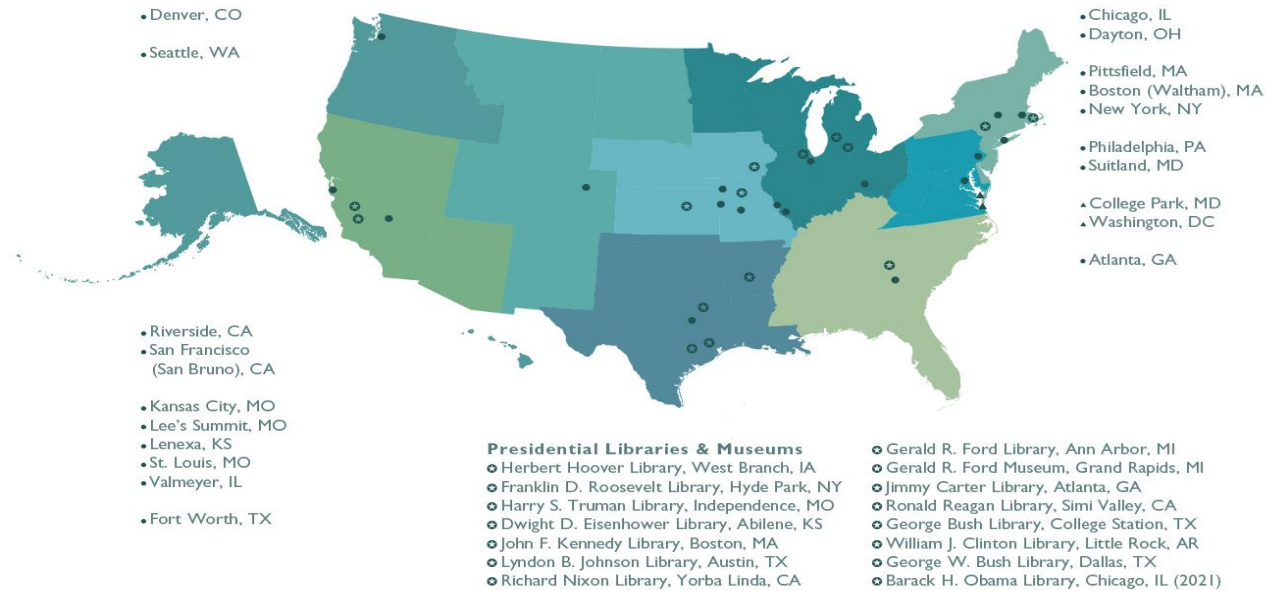 • Denver, CO
• Seattle, WA
• Riverside, CA
• San Francisco
(San Bruno), CA
• Kansas City, MO
• Lee's Summit, MO
• Lenexa, KS
• St. Louis, MO
• Valmeyer, IL
• Fort Worth, TX
• Chicago, IL
• Dayton, OH
• Pittsfield, MA
• Boston (Waltham), MA
• New York, NY
• Philadelphia, PA
• Suitland, MD
▲ College Park, MD
▲ Washington, DC
• Atlanta, GA
Presidential Libraries & Museums
✪ Herbert Hoover Library, West Branch, IA
✪ Franklin D. Roosevelt Library, Hyde Park, NY
✪ Harry S. Truman Library, Independence, MO
✪ Dwight D. Eisenhower Library, Abilene, KS
✪ John F. Kennedy Library, Boston, MA
✪ Lyndon B. Johnson Library, Austin, TX
✪ Richard Nixon Library, Yorba Linda, CA
✪ Gerald R. Ford Library, Ann Arbor, MI
✪ Gerald R. Ford Museum, Grand Rapids, MI
✪ Jimmy Carter Library, Atlanta, GA
✪ Ronald Reagan Library, Simi Valley, CA
✪ George Bush Library, College Station, TX
✪ William J. Clinton Library, Little Rock, AR
✪ George W. Bush Library, Dallas, TX
✪ Barack H. Obama Library, Chicago, IL (2021)